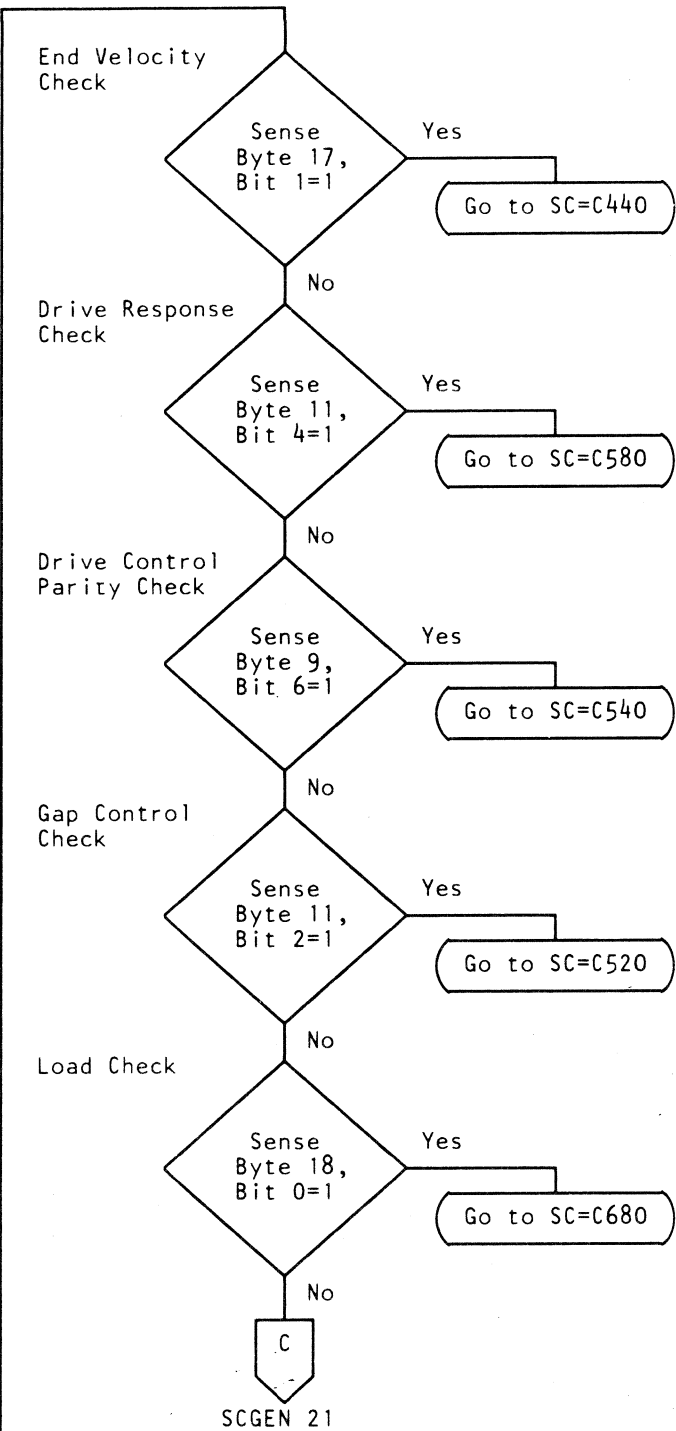 End Velocity
Check
Sense
Byte 17,
Bit 1=1
Yes
Go to SC=C440
No
Drive Response
Check
Sense
Byte 11,
Bit 4=1
Yes
Go to SC=C580
No
Drive Control
Parity Check
Sense
Byte 9,
Bit 6=1
Yes
Go to SC=C540
No
Gap Control
Check
Sense
Byte 11,
Bit 2=1
Yes
Go to SC=C520
No
Load Check
Sense
Byte 18,
Bit 0=1
Yes
Go to SC=C680
No
C
SCGEN 21